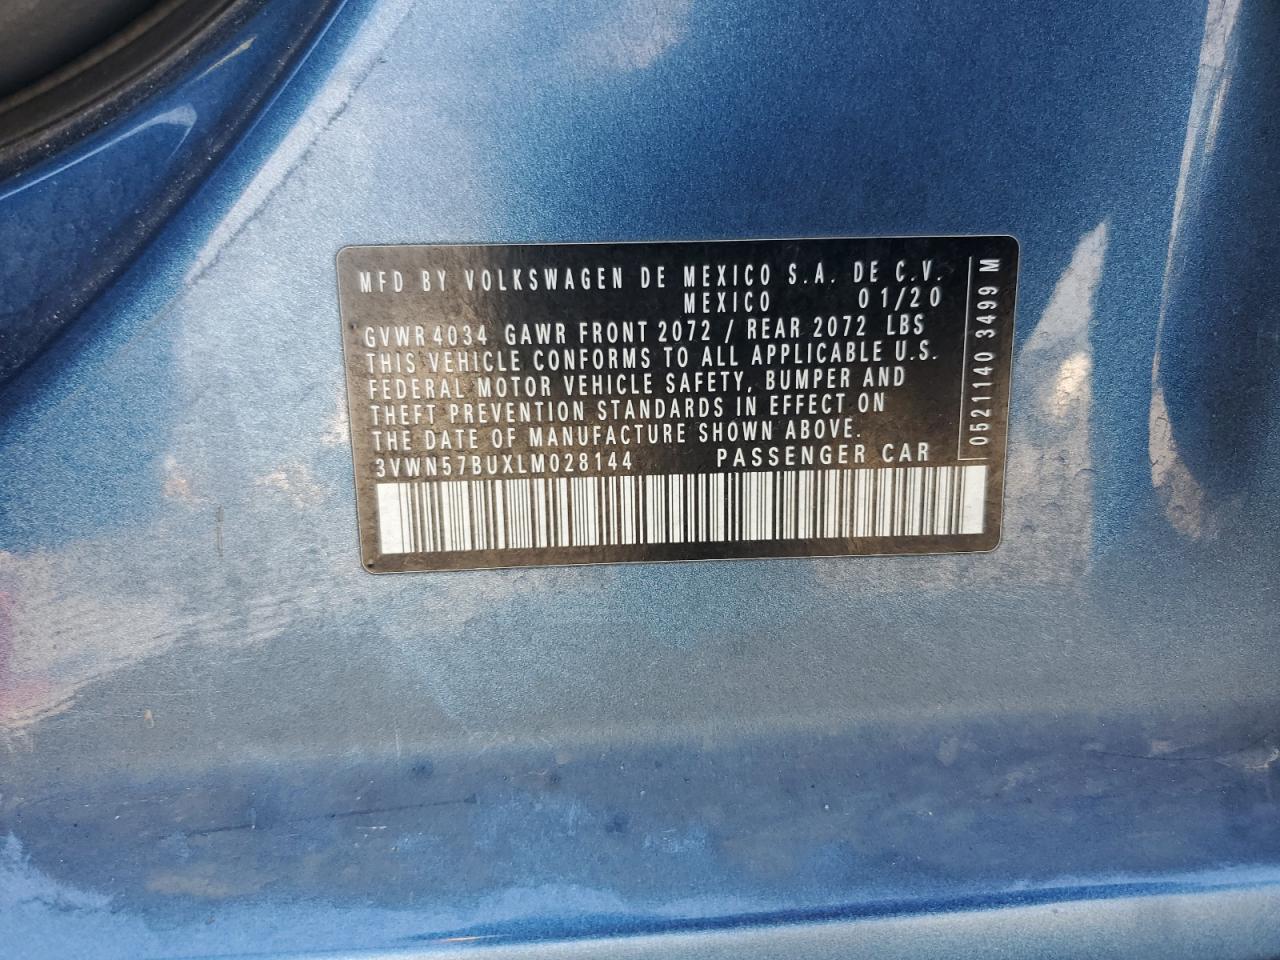 MFD BY VOLKSWAGEN DE MEXICO S.A. DE C.V.
MEXICO 01/20
GVWR 4034 GAWR FRONT 2072 / REAR 2072 LBS
THIS VEHICLE CONFORMS TO ALL APPLICABLE U.S.
FEDERAL MOTOR VEHICLE SAFETY, BUMPER AND
THEFT PREVENTION STANDARDS IN EFFECT ON
THE DATE OF MANUFACTURE SHOWN ABOVE.
3VWN57BUXLM028144 PASSENGER CAR
0521140 3499 M